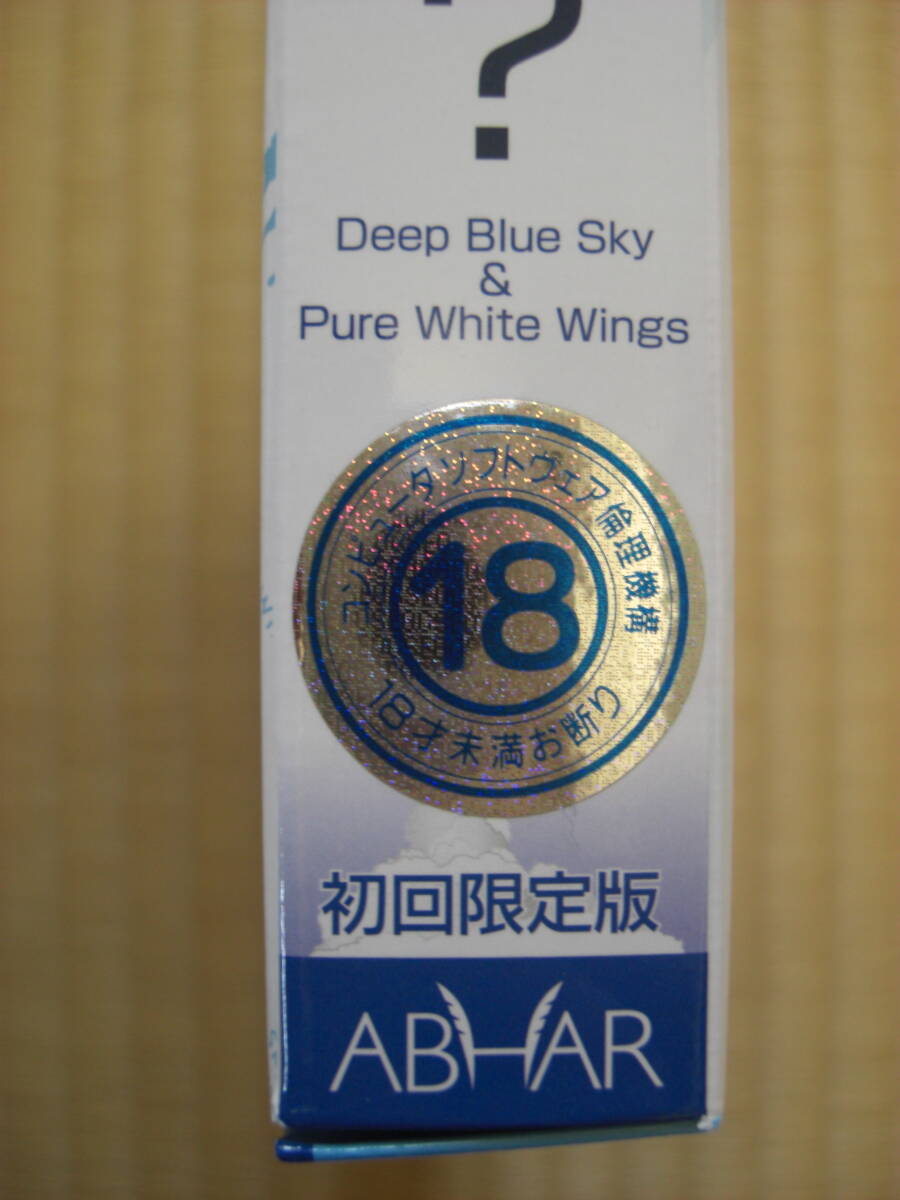 ?
Deep Blue Sky
&
Pure White Wings
コンピュータソフトウェア倫理機構
18
18才未満お断り
初回限定版
ABHAR